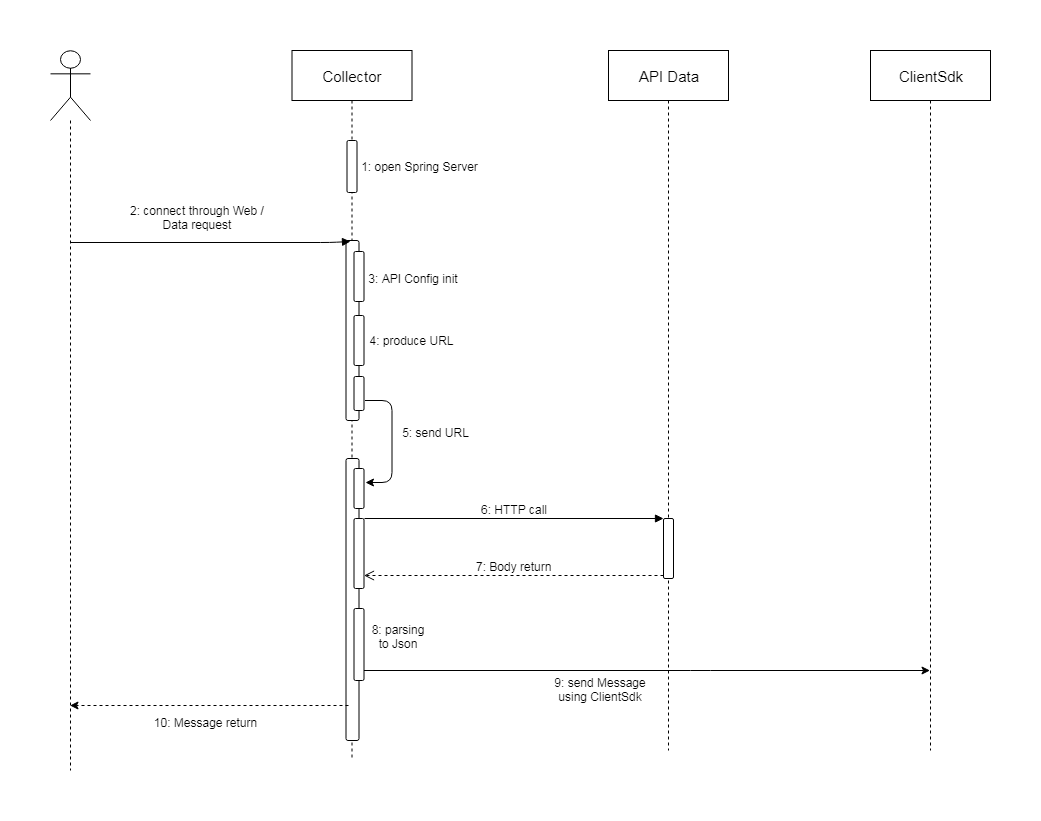 Collector
API Data
ClientSdk
1: open Spring Server
2: connect through Web /
Data request
3: API Config init
4: produce URL
5: send URL
6: HTTP call
7: Body return
8: parsing
to Json
9: send Message
using ClientSdk
10: Message return